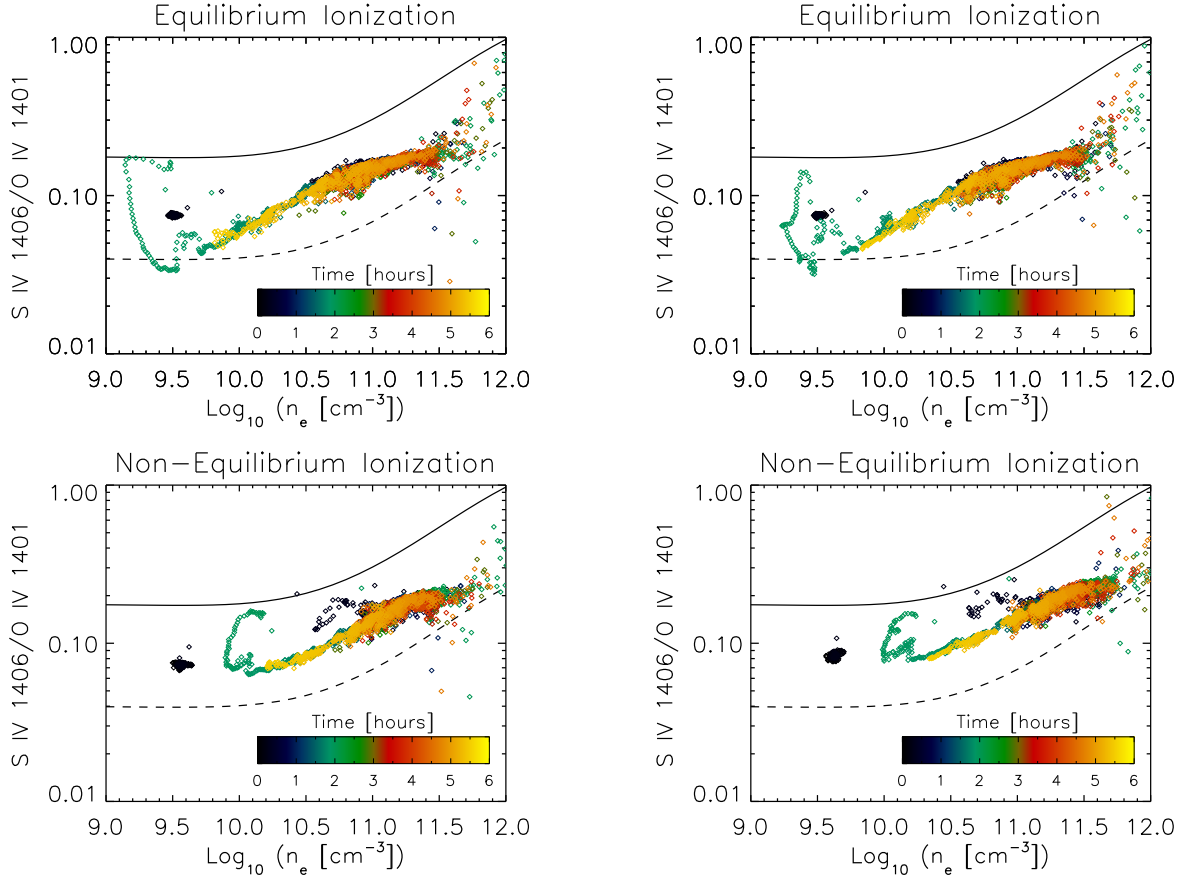 Equilibrium Ionization
S IV 1406/O IV 1401
1.00
0.10
0.01
Time [hours]
0 1 2 3 4 5 6
9.0 9.5 10.0 10.5 11.0 11.5 12.0
Log₁₀ (nₑ [cm⁻³])
Equilibrium Ionization
S IV 1406/O IV 1401
1.00
0.10
0.01
Time [hours]
0 1 2 3 4 5 6
9.0 9.5 10.0 10.5 11.0 11.5 12.0
Log₁₀ (nₑ [cm⁻³])
Non−Equilibrium Ionization
S IV 1406/O IV 1401
1.00
0.10
0.01
Time [hours]
0 1 2 3 4 5 6
9.0 9.5 10.0 10.5 11.0 11.5 12.0
Log₁₀ (nₑ [cm⁻³])
Non−Equilibrium Ionization
S IV 1406/O IV 1401
1.00
0.10
0.01
Time [hours]
0 1 2 3 4 5 6
9.0 9.5 10.0 10.5 11.0 11.5 12.0
Log₁₀ (nₑ [cm⁻³])